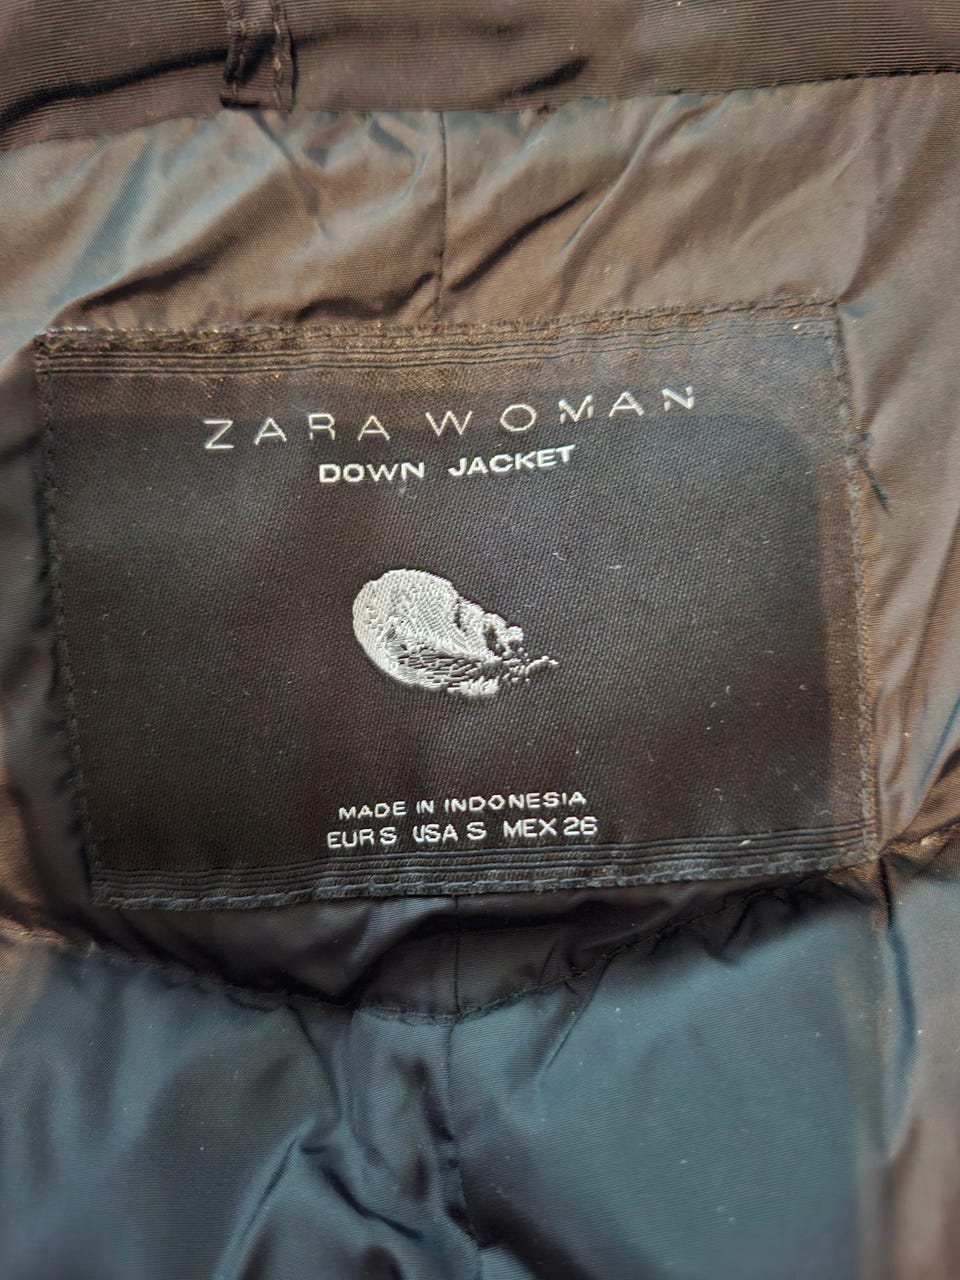 ZARA WOMAN
DOWN JACKET
MADE IN INDONESIA
EUR S USA S MEX 26